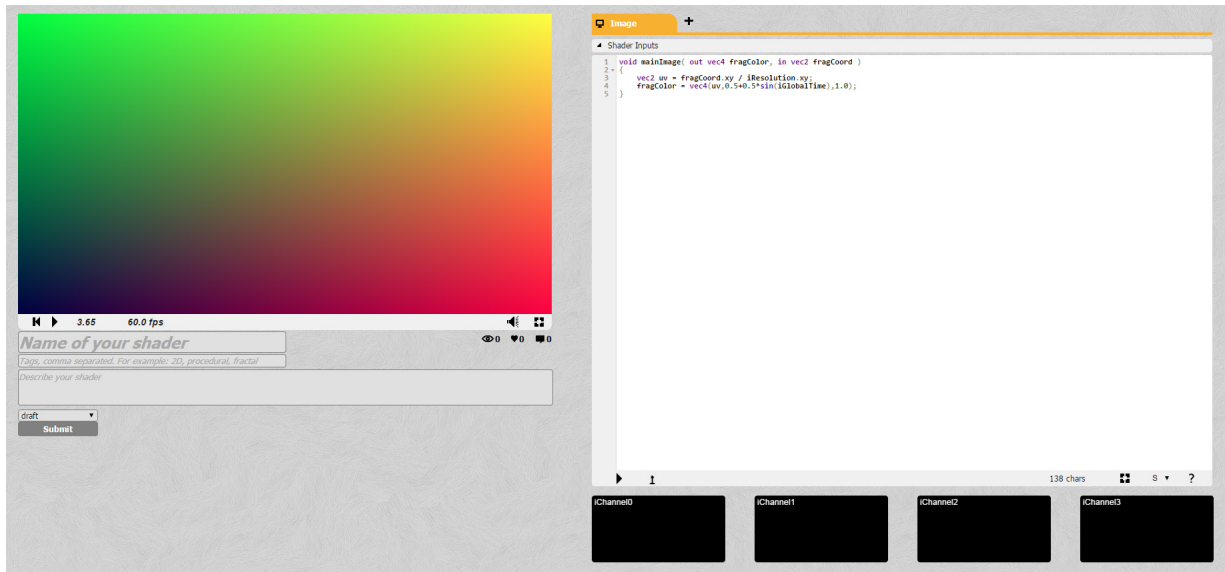 3.65 60.0 fps
Name of your shader
0 0 0
Tags, comma separated. For example: 2D, procedural, fractal
Describe your shader
draft
Submit
Image +
Shader Inputs
1 void mainImage( out vec4 fragColor, in vec2 fragCoord )
2 {
3 vec2 uv = fragCoord.xy / iResolution.xy;
4 fragColor = vec4(uv,0.5+0.5*sin(iGlobalTime),1.0);
5 }
138 chars S ?
iChannel0 iChannel1 iChannel2 iChannel3